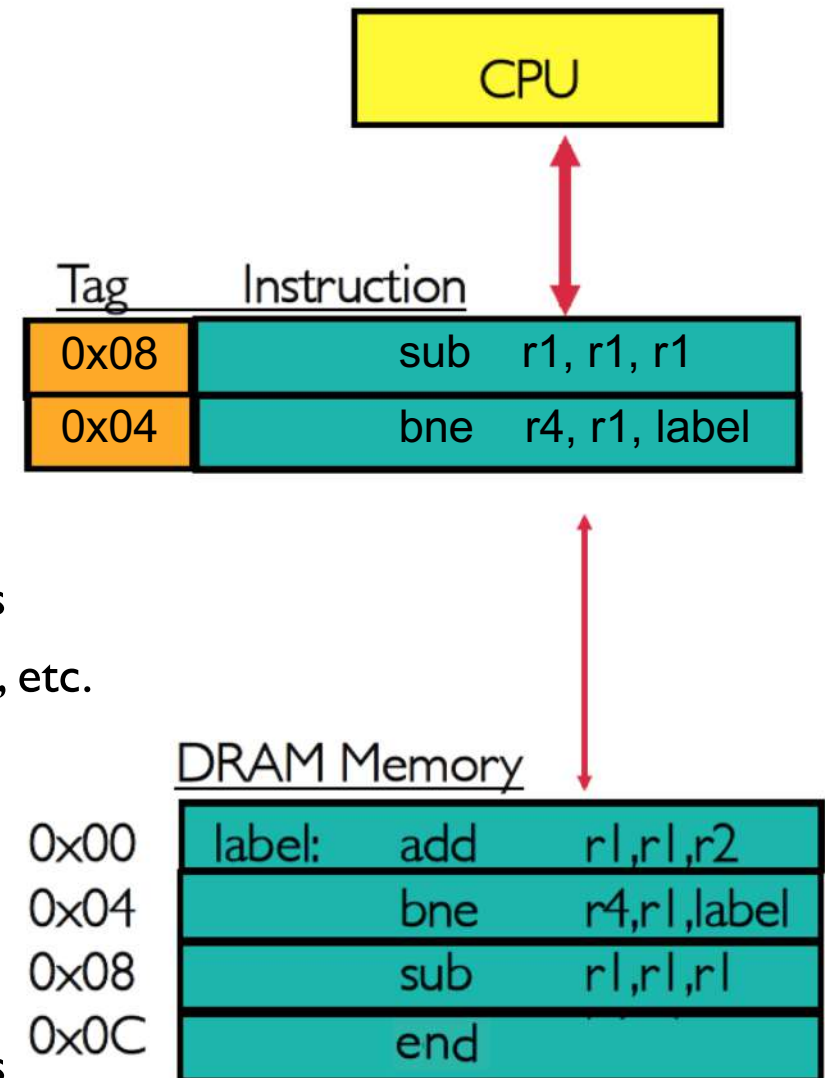 CPU
Tag Instruction
0x08 sub r1, r1, r1
0x04 bne r4, r1, label
s
, etc.
DRAM Memory
0x00 label: add r1,r1,r2
0x04 bne r4,r1,label
0x08 sub r1,r1,r1
0x0C end
s